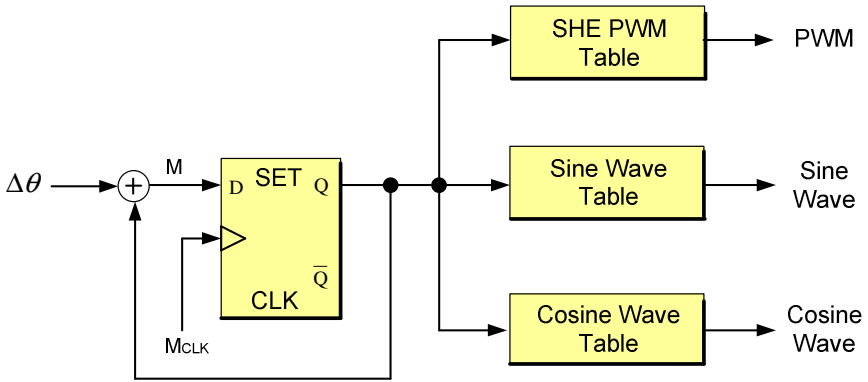 SHE PWM
Table
PWM
Δθ
+
M
D
SET
Q
Q̅
CLK
MCLK
Sine Wave
Table
Sine
Wave
Cosine Wave
Table
Cosine
Wave